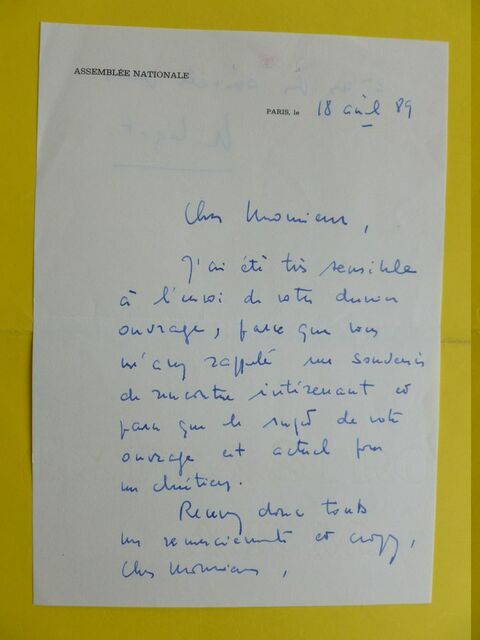 ASSEMBLÉE NATIONALE
PARIS, le 18 avril 89
Cher Monsieur,
J'ai été très sensible
à l'envoi de votre dernier
ouvrage, parce que vous
m'avez rappelé un souvenir
de rencontre intéressant et
parce que le sujet de votre
ouvrage est actuel pour
un chrétien.
Recevez donc tous
mes remerciements et croyez,
Cher Monsieur,